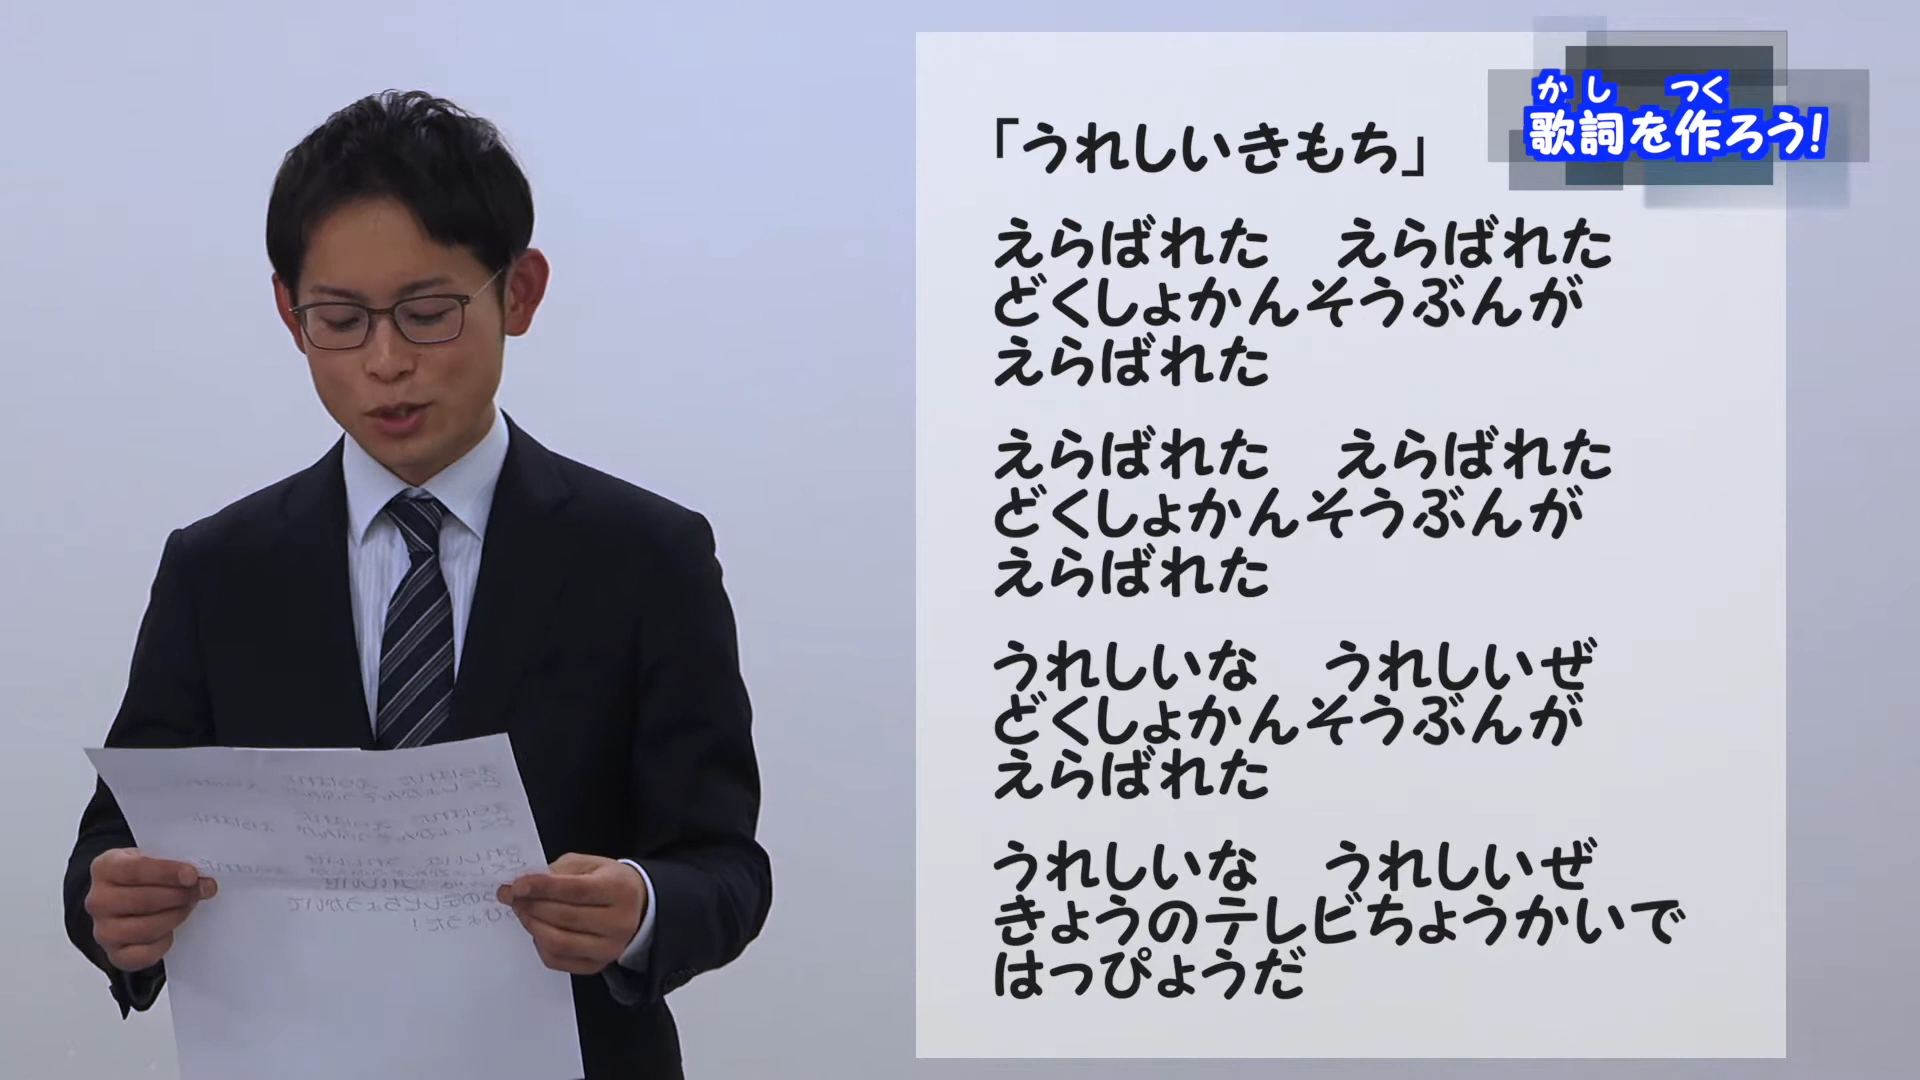 かし つく
歌詞を作ろう!
「うれしいきもち」
えらばれた えらばれた
どくしょかんそうぶんが
えらばれた
えらばれた えらばれた
どくしょかんそうぶんが
えらばれた
うれしいな うれしいぜ
どくしょかんそうぶんが
えらばれた
うれしいな うれしいぜ
きょうのテレビちょうかいで
はっぴょうだ